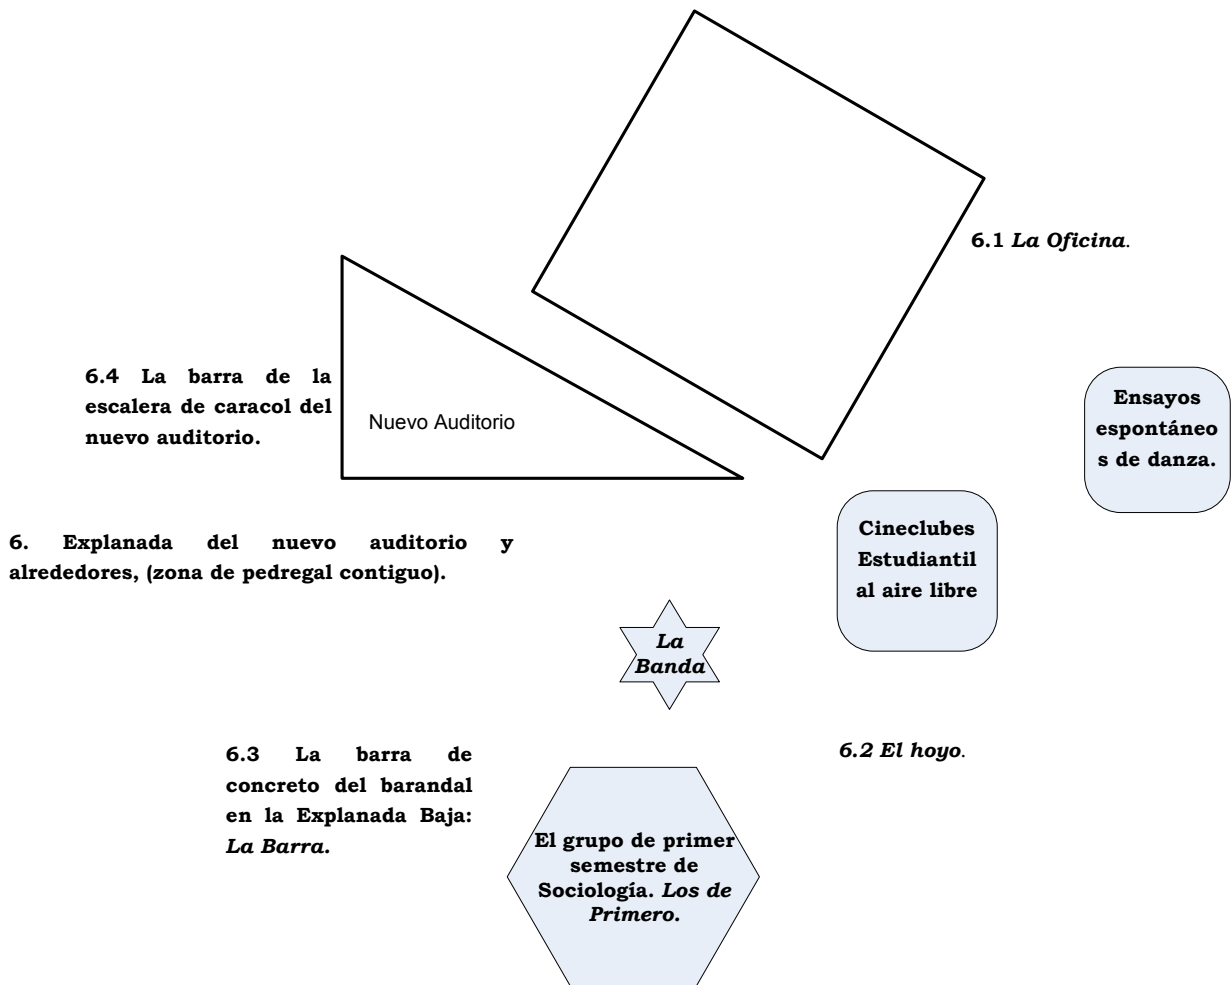 6.1 La Oficina.
6.4 La barra de la
escalera de caracol del
nuevo auditorio.
Nuevo Auditorio
Ensayos
espontáneo
s de danza.
6. Explanada del nuevo auditorio y
alrededores, (zona de pedregal contiguo).
Cineclubes
Estudiantil
al aire libre
La
Banda
6.3 La barra de
concreto del barandal
en la Explanada Baja:
La Barra.
6.2 El hoyo.
El grupo de primer
semestre de
Sociología. Los de
Primero.